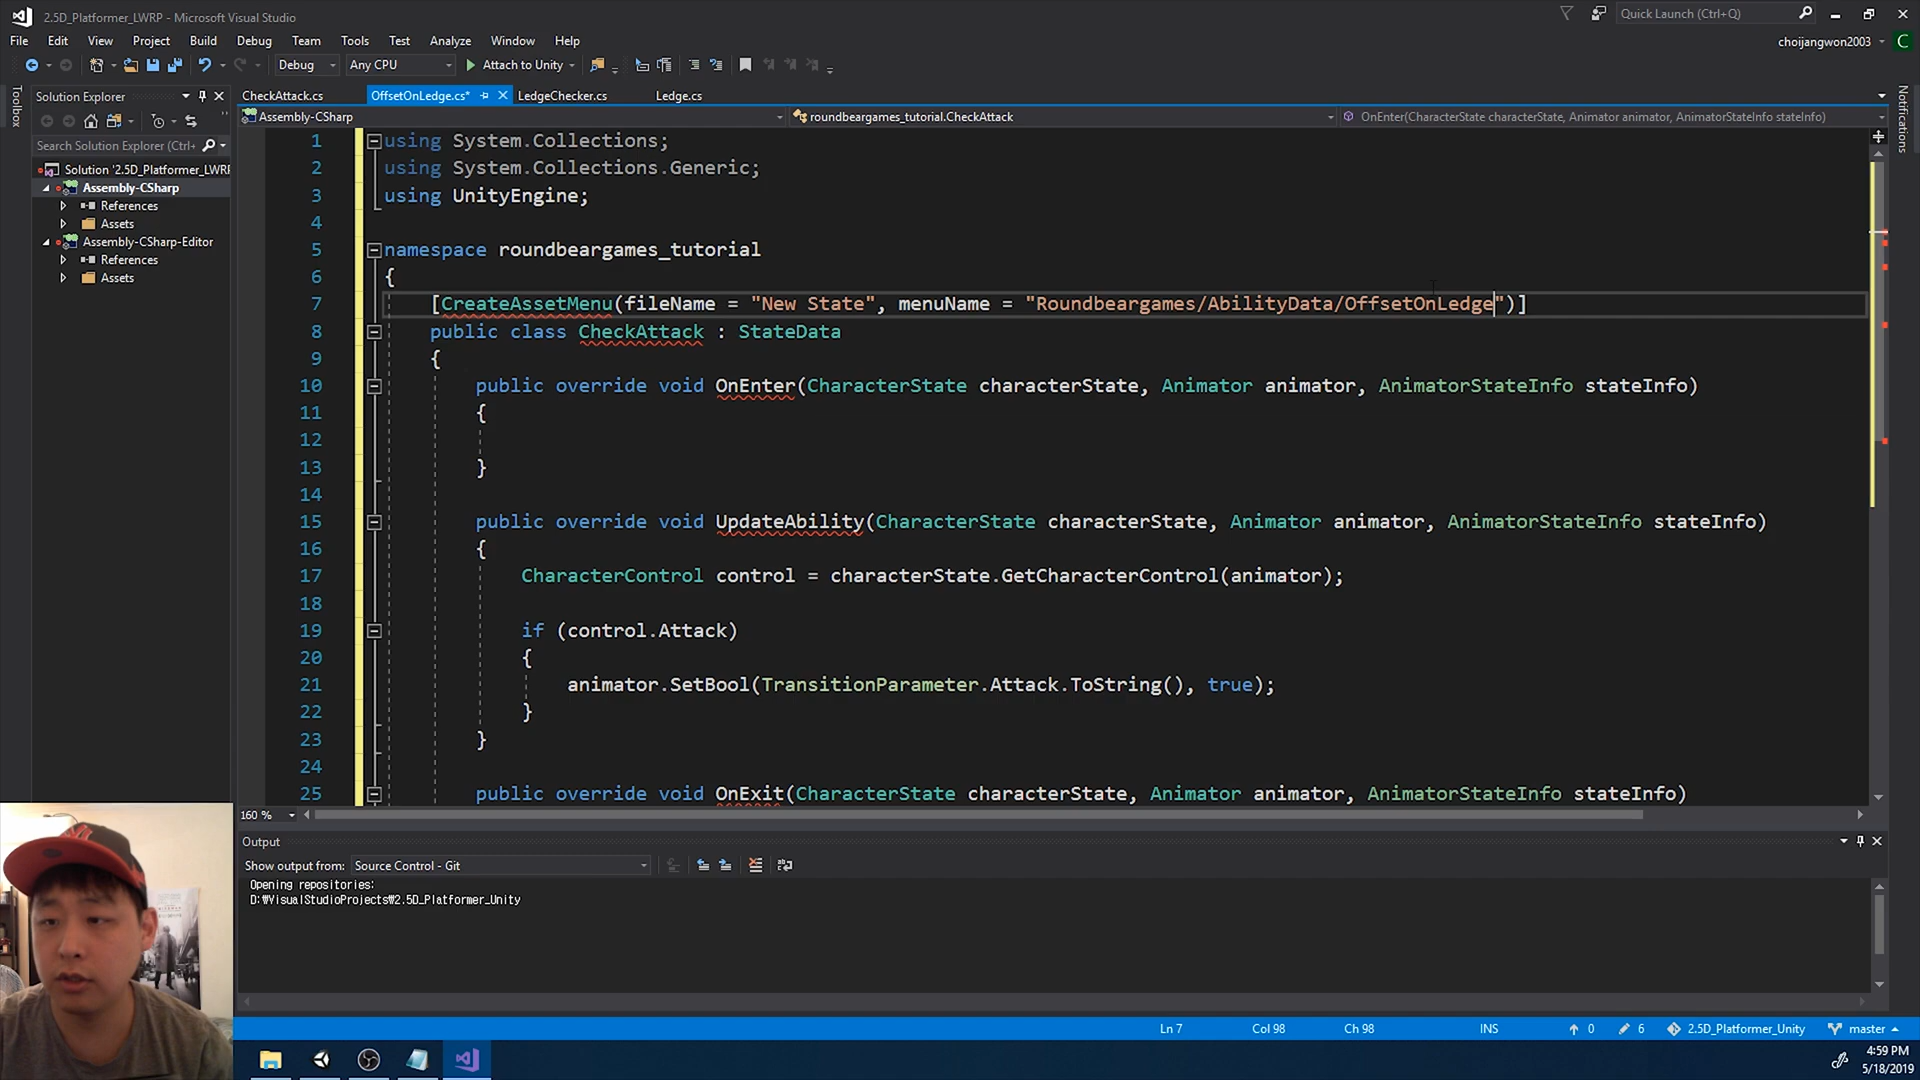 2.5D_Platformer_LWRP - Microsoft Visual Studio
Quick Launch (Ctrl+Q)
File Edit View Project Build Debug Team Tools Test Analyze Window Help
choijangwon2003 C
Debug Any CPU Attach to Unity
Toolbox
Solution Explorer
CheckAttack.cs OffsetOnLedge.cs* LedgeChecker.cs Ledge.cs
Notifications
Assembly-CSharp roundbeargames_tutorial.CheckAttack OnEnter(CharacterState characterState, Animator animator, AnimatorStateInfo stateInfo)
Search Solution Explorer (Ctrl+
Solution '2.5D_Platformer_LWRP
Assembly-CSharp
References
Assets
Assembly-CSharp-Editor
References
Assets
1 using System.Collections;
2 using System.Collections.Generic;
3 using UnityEngine;
4
5 namespace roundbeargames_tutorial
6 {
7 [CreateAssetMenu(fileName = "New State", menuName = "Roundbeargames/AbilityData/OffsetOnLedge")]
8 public class CheckAttack : StateData
9 {
10 public override void OnEnter(CharacterState characterState, Animator animator, AnimatorStateInfo stateInfo)
11 {
12
13 }
14
15 public override void UpdateAbility(CharacterState characterState, Animator animator, AnimatorStateInfo stateInfo)
16 {
17 CharacterControl control = characterState.GetCharacterControl(animator);
18
19 if (control.Attack)
20 {
21 animator.SetBool(TransitionParameter.Attack.ToString(), true);
22 }
23 }
24
25 public override void OnExit(CharacterState characterState, Animator animator, AnimatorStateInfo stateInfo)
160 %
Output
Show output from: Source Control - Git
Opening repositories:
D:₩VisualStudioProjects₩2.5D_Platformer_Unity
Ln 7 Col 98 Ch 98 INS 0 6 2.5D_Platformer_Unity master
4:59 PM
5/18/2019